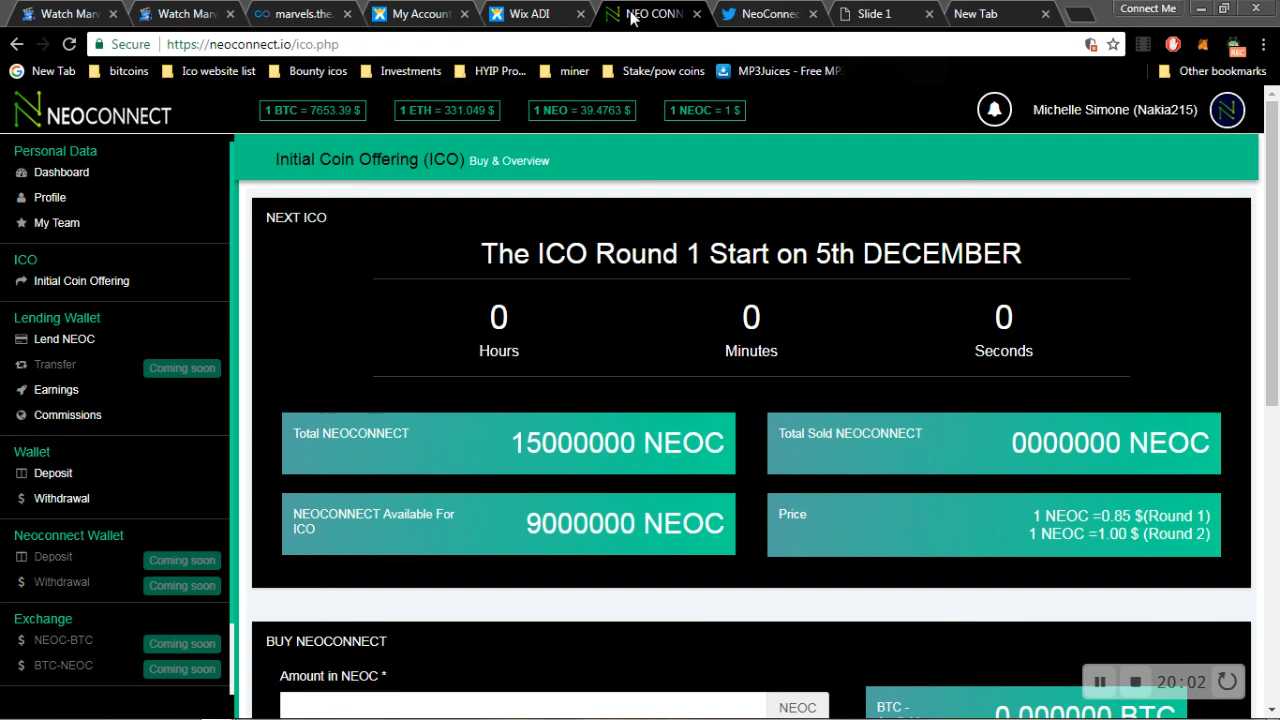 Watch Mar
Watch Mar
marvels.the.
My Account
Wix ADI
NEO CONN
NeoConnec
Slide 1
New Tab
Connect Me
Secure
https://neoconnect.io/ico.php
REC
New Tab
bitcoins
Ico website list
Bounty icos
Investments
HYIP Pro...
miner
Stake/pow coins
MP3Juices - Free MP:
Other bookmarks
NEOCONNECT
1 BTC = 7653.39 $
1 ETH = 331.049 $
1 NEO = 39.4763 $
1 NEOC = 1 $
Michelle Simone (Nakia215)
Personal Data
Dashboard
Profile
My Team
ICO
Initial Coin Offering
Lending Wallet
Lend NEOC
Transfer
Coming soon
Earnings
Commissions
Wallet
Deposit
Withdrawal
Neoconnect Wallet
Deposit
Coming soon
Withdrawal
Coming soon
Exchange
NEOC-BTC
Coming soon
BTC-NEOC
Coming soon
Initial Coin Offering (ICO) Buy & Overview
NEXT ICO
The ICO Round 1 Start on 5th DECEMBER
0 0 0
Hours Minutes Seconds
Total NEOCONNECT
15000000 NEOC
Total Sold NEOCONNECT
0000000 NEOC
NEOCONNECT Available For
ICO
9000000 NEOC
Price
1 NEOC =0.85 $(Round 1)
1 NEOC =1.00 $ (Round 2)
BUY NEOCONNECT
Amount in NEOC *
NEOC
BTC -
0.000000 BTC
20:02